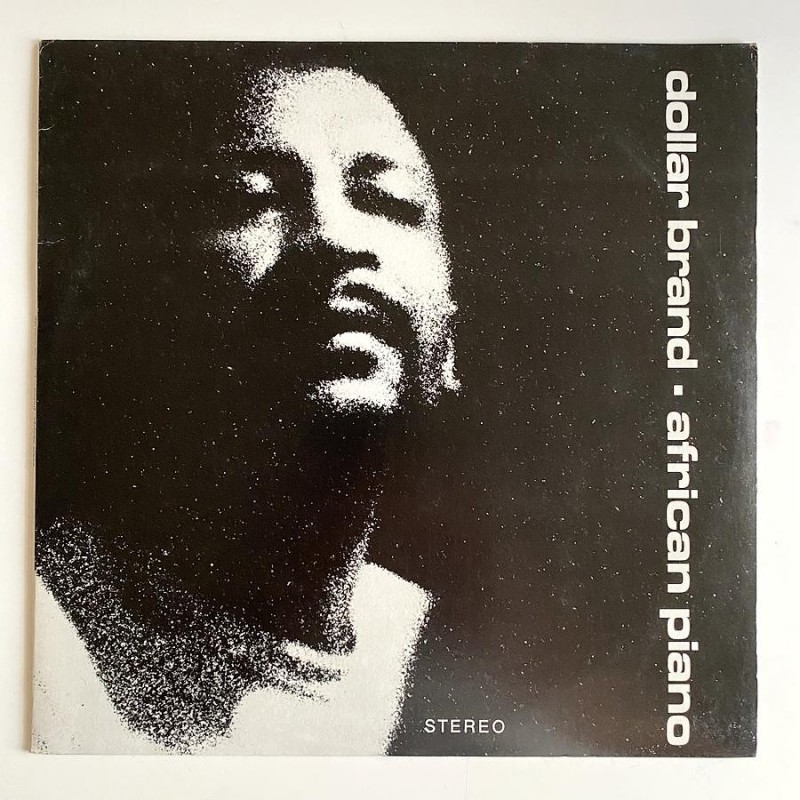 dollar brand · african piano
STEREO